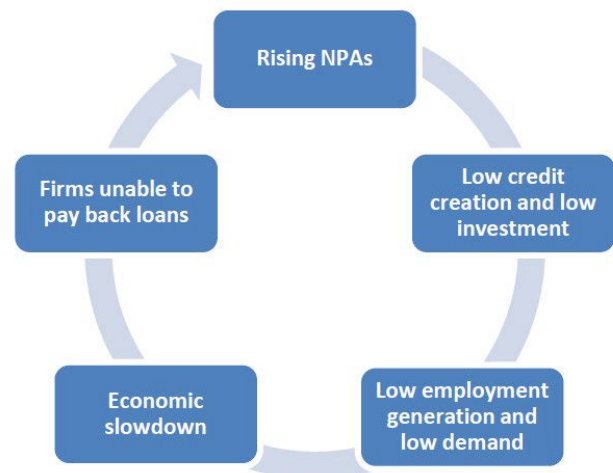 Rising NPAs
Low credit
creation and low
investment
Low employment
generation and
low demand
Economic
slowdown
Firms unable to
pay back loans